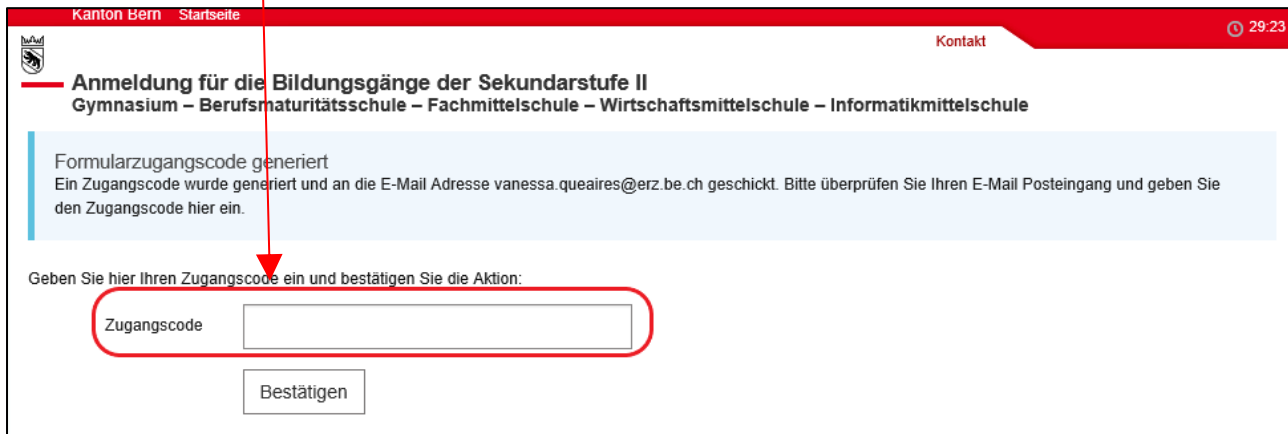 Kanton Bern Startseite
29:23
Kontakt
Anmeldung für die Bildungsgänge der Sekundarstufe II
Gymnasium – Berufsmaturitätsschule – Fachmittelschule – Wirtschaftsmittelschule – Informatikmittelschule
Formularzugangscode generiert
Ein Zugangscode wurde generiert und an die E-Mail Adresse vanessa.queaires@erz.be.ch geschickt. Bitte überprüfen Sie Ihren E-Mail Posteingang und geben Sie
den Zugangscode hier ein.
Geben Sie hier Ihren Zugangscode ein und bestätigen Sie die Aktion:
Zugangscode
Bestätigen